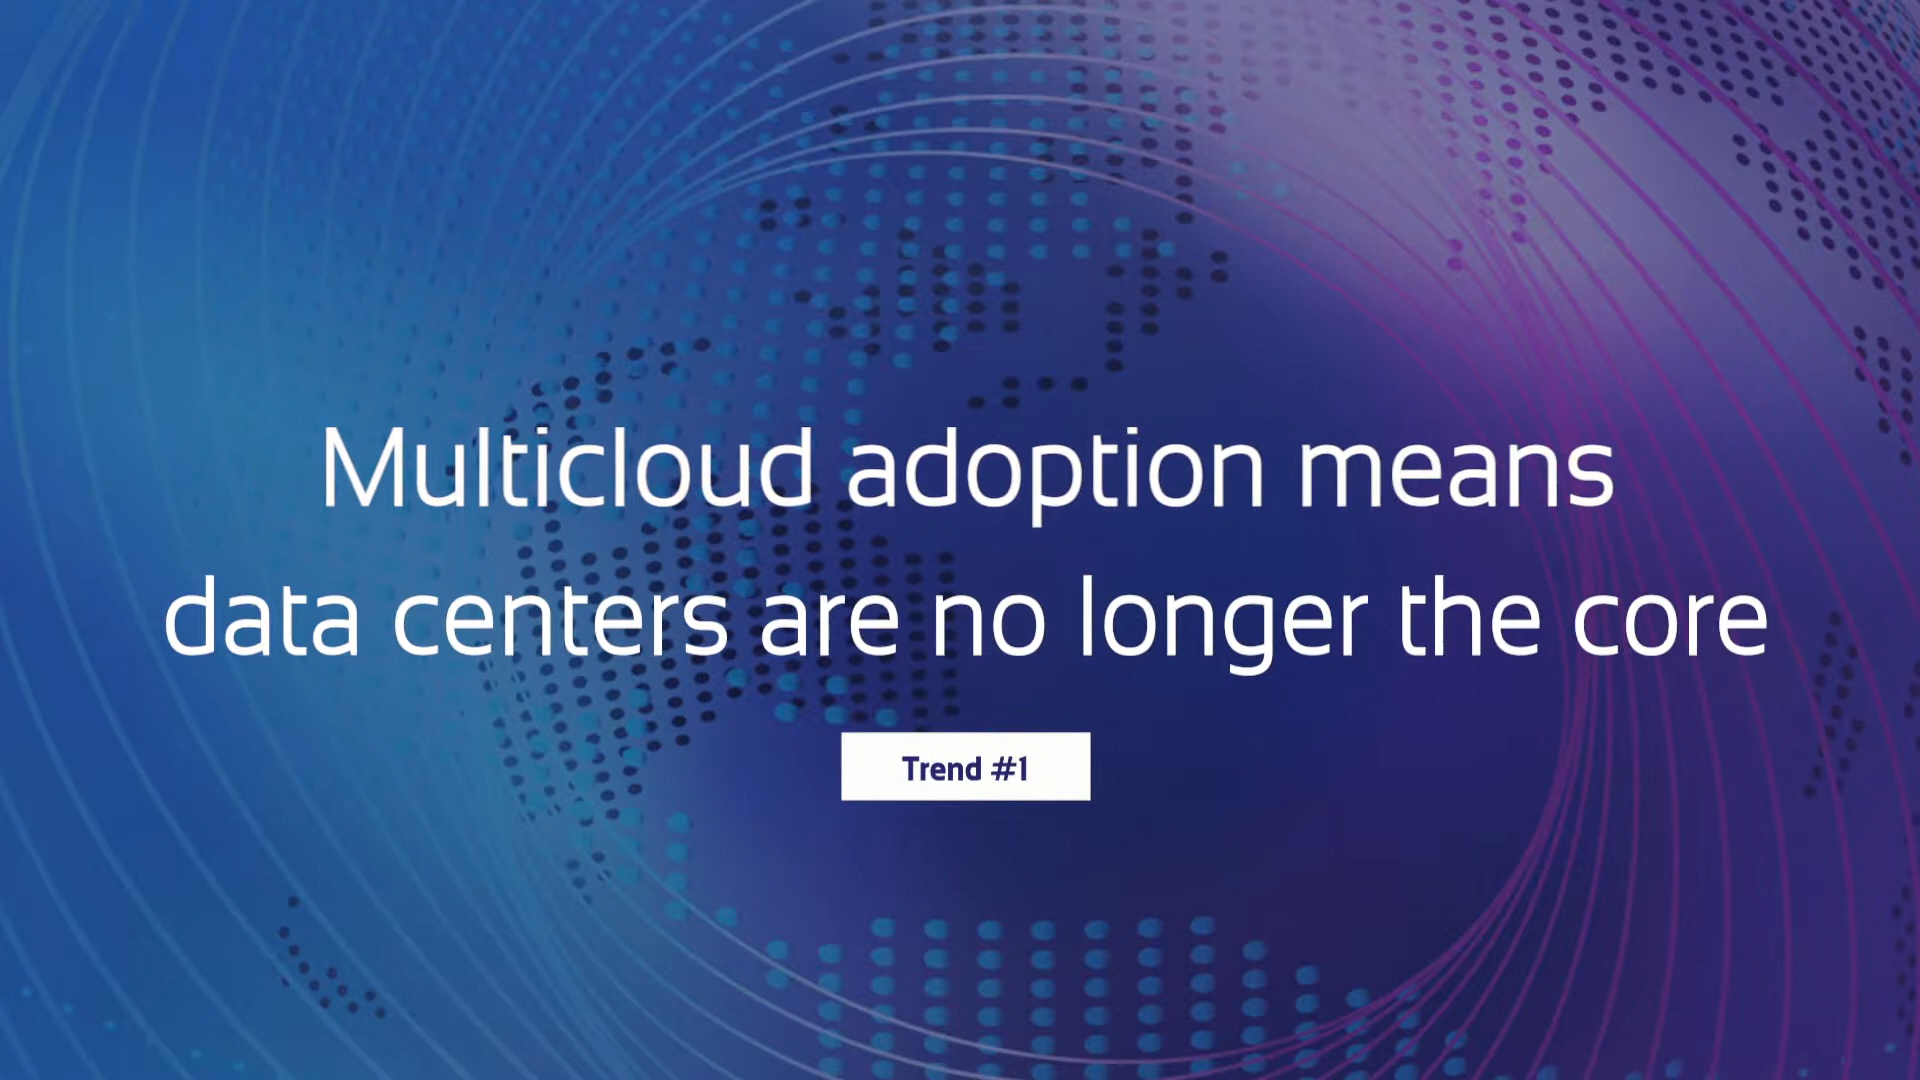 Multicloud adoption means
data centers are no longer the core
Trend #1